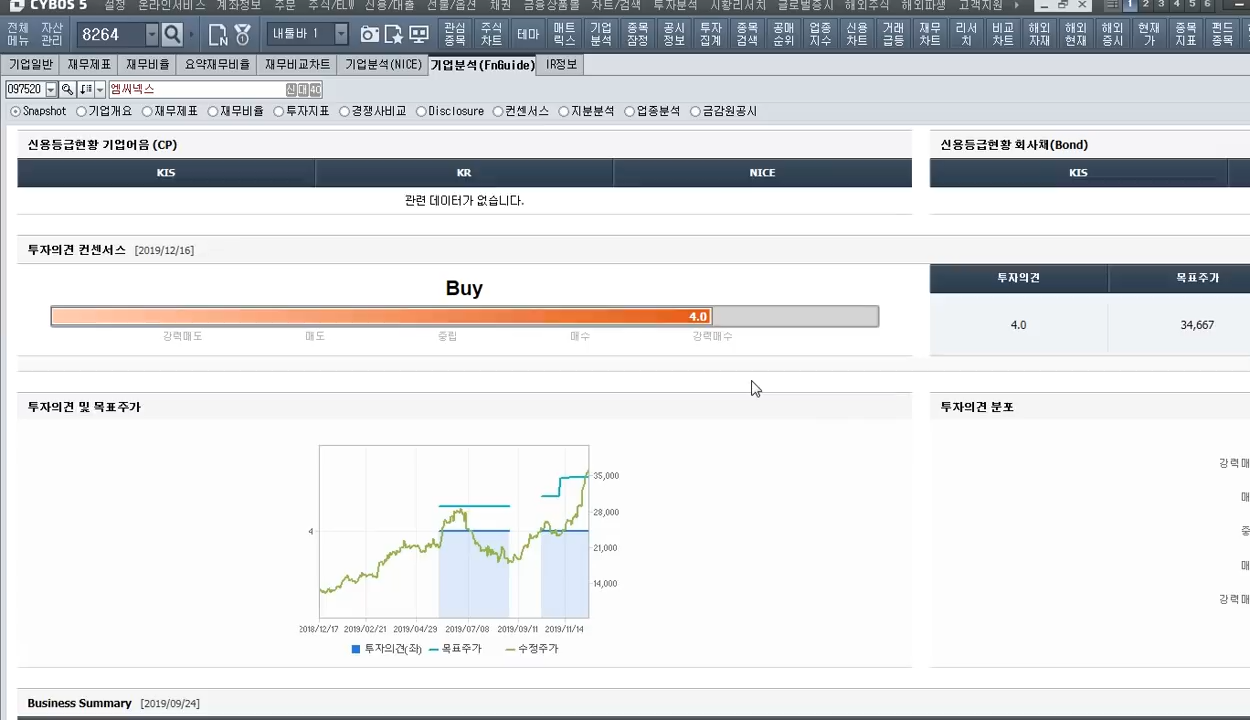 CYBOS 5 설정 온라인서비스 계좌정보 주문 주식/ELW 신용/대출 선물/옵션 채권 금융상품몰 차트/검색 투자분석 시황리서치 글로벌증시 해외주식 해외파생 고객지원 1 2 3 4 5 6
전체메뉴 자산관리 8264 내툴바 1 관심종목 주식차트 테마 매트릭스 기업분석 종목잠정 공시정보 투자집계 종목검색 공매순위 업종지수 신용차트 거래급등 재무차트 리서치 비교차트 해외자재 해외현재 해외증시 현재가 종목지표 펀드종목
기업일반 재무제표 재무비율 요약재무비율 재무비교차트 기업분석(NICE) 기업분석(FnGuide) IR정보
097520 엠씨넥스 신 대 40
Snapshot 기업개요 재무제표 재무비율 투자지표 경쟁사비교 Disclosure 컨센서스 지분분석 업종분석 금감원공시
신용등급현황 기업어음 (CP) 신용등급현황 회사채(Bond)
KIS KR NICE KIS
관련 데이터가 없습니다.
투자의견 컨센서스 [2019/12/16]
투자의견 목표주가
Buy
4.0
4.0 34,667
강력매도 매도 중립 매수 강력매수
투자의견 및 목표주가 투자의견 분포
35,000
28,000
4
21,000
14,000
2018/12/17 2019/02/21 2019/04/29 2019/07/08 2019/09/11 2019/11/14
투자의견(좌) 목표주가 수정주가
강력매
매
중
매
강력매
Business Summary [2019/09/24]